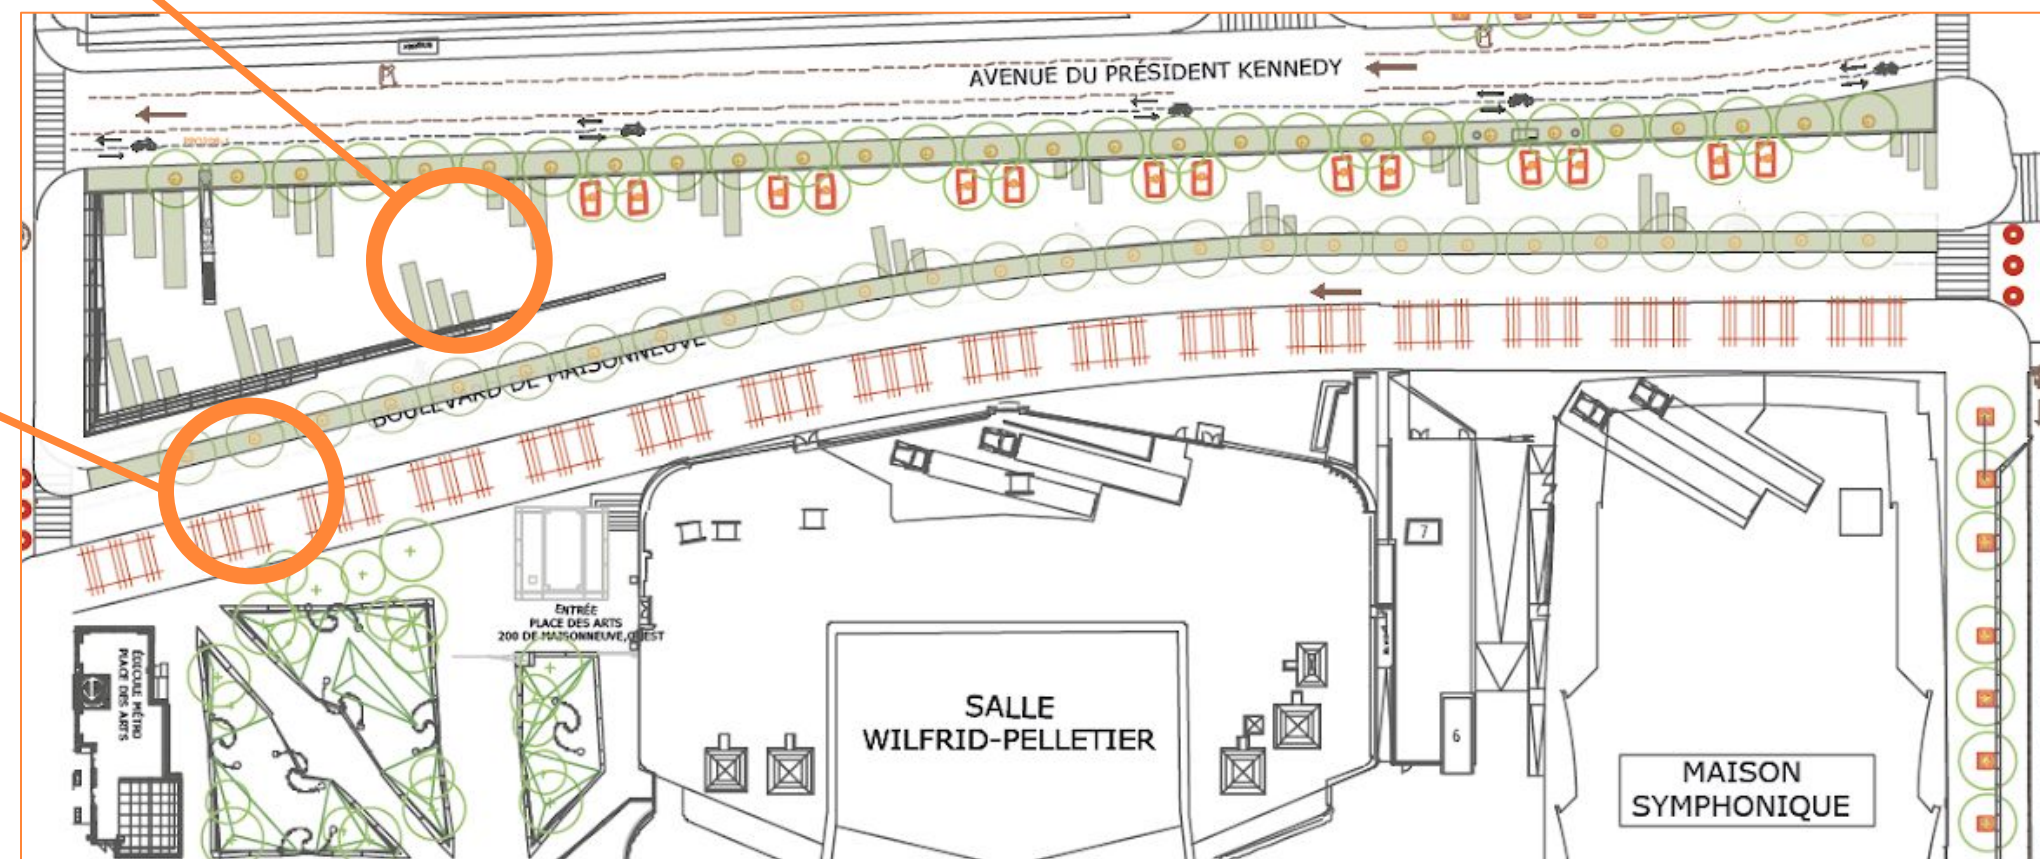 AVENUE DU PRÉSIDENT KENNEDY
BOULEVARD DE MAISONNEUVE
ENTRÉE
PLACE DES ARTS
200 DE MAISONNEUVE, OUEST
7
6
ÉDICULE MÉTRO
PLACE DES ARTS
SALLE
WILFRID-PELLETIER
MAISON
SYMPHONIQUE